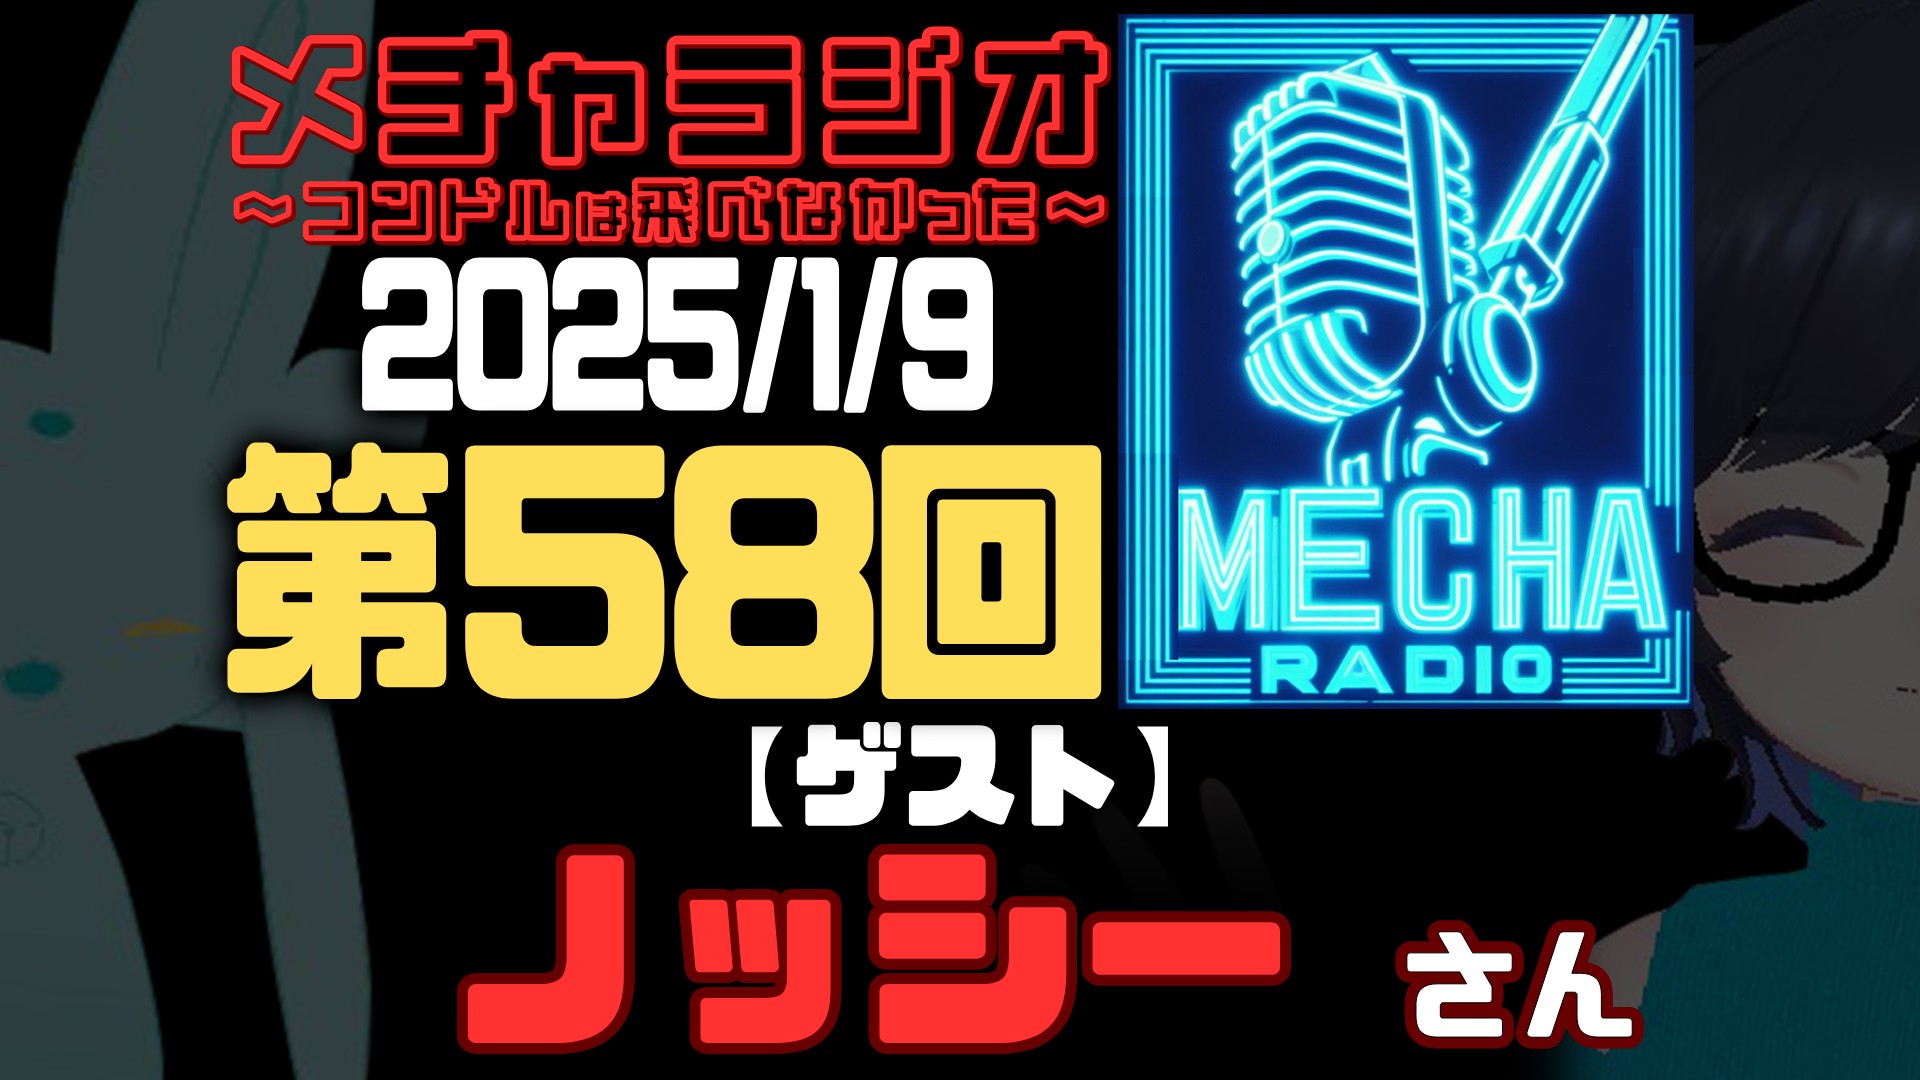 メチャラジオ
～コンドルは飛べなかった～
2025/1/9
第58回
MECHA
RADIO
【ゲスト】
ノッシー さん